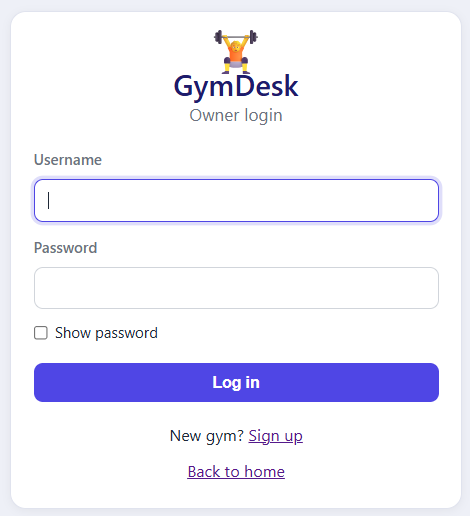 GymDesk
Owner login
Username
Password
Show password
Log in
New gym? Sign up
Back to home